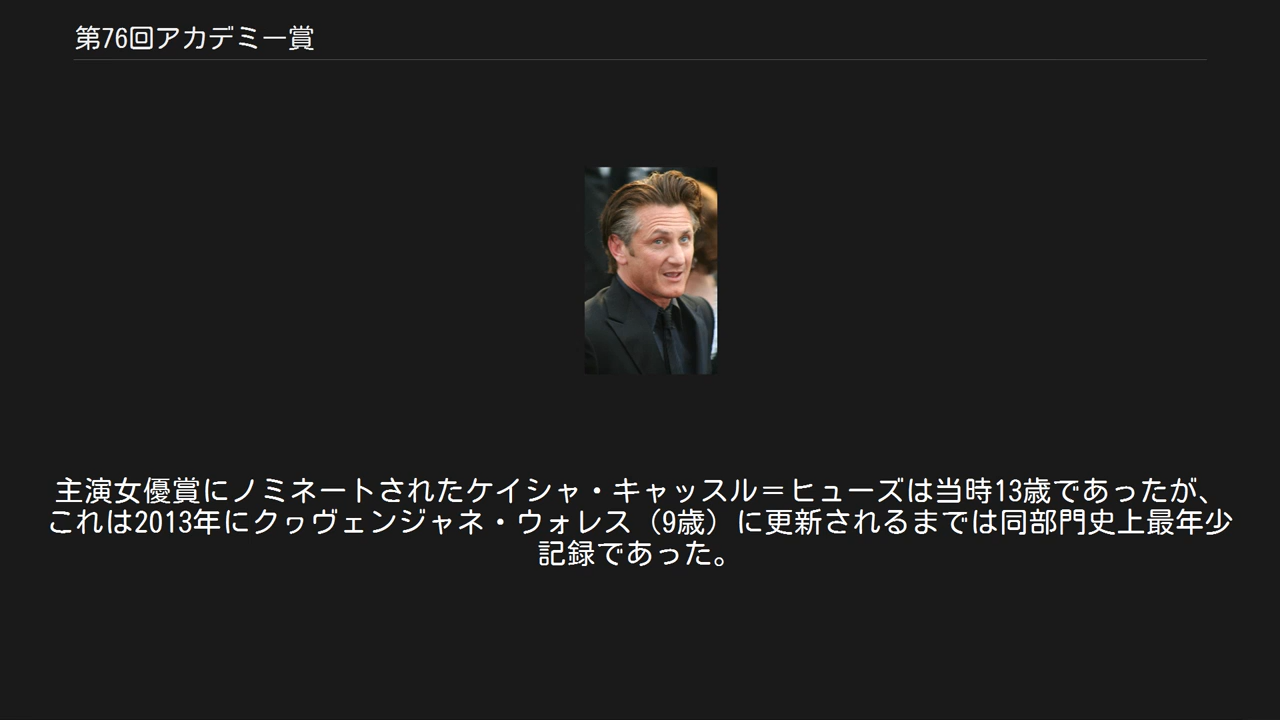 第76回アカデミー賞
主演女優賞にノミネートされたケイシャ・キャッスル＝ヒューズは当時13歳であったが、
これは2013年にクヮヴェンジャネ・ウォレス（9歳）に更新されるまでは同部門史上最年少
記録であった。